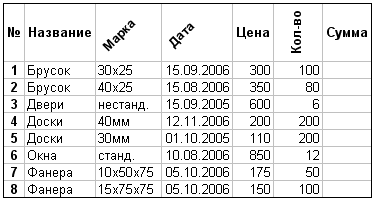 № Название Марка Дата Цена Кол-во Сумма
1 Брусок 30x25 15.09.2006 300 100
2 Брусок 40x25 15.08.2006 350 80
3 Двери нестанд. 15.09.2005 600 6
4 Доски 40мм 12.11.2006 200 200
5 Доски 30мм 01.10.2005 110 200
6 Окна станд. 10.08.2006 850 12
7 Фанера 10x50x75 05.10.2006 175 50
8 Фанера 15x75x75 05.10.2006 150 100